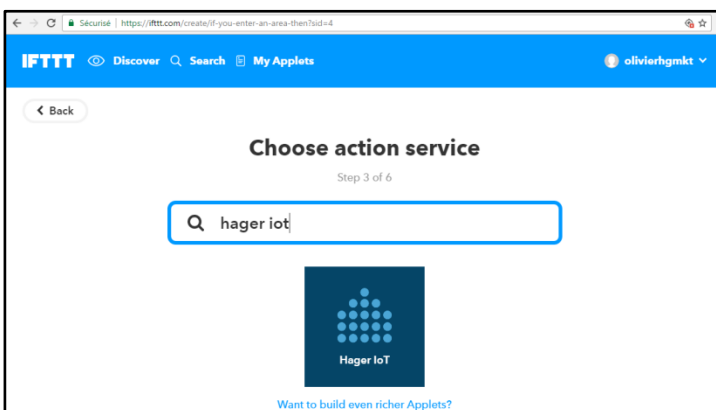 Sécurisé | https://ifttt.com/create/if-you-enter-an-area-then?sid=4
IFTTT Discover Search My Applets olivierhgmkt
Back
Choose action service
Step 3 of 6
hager iot
Hager IoT
Want to build even richer Applets?